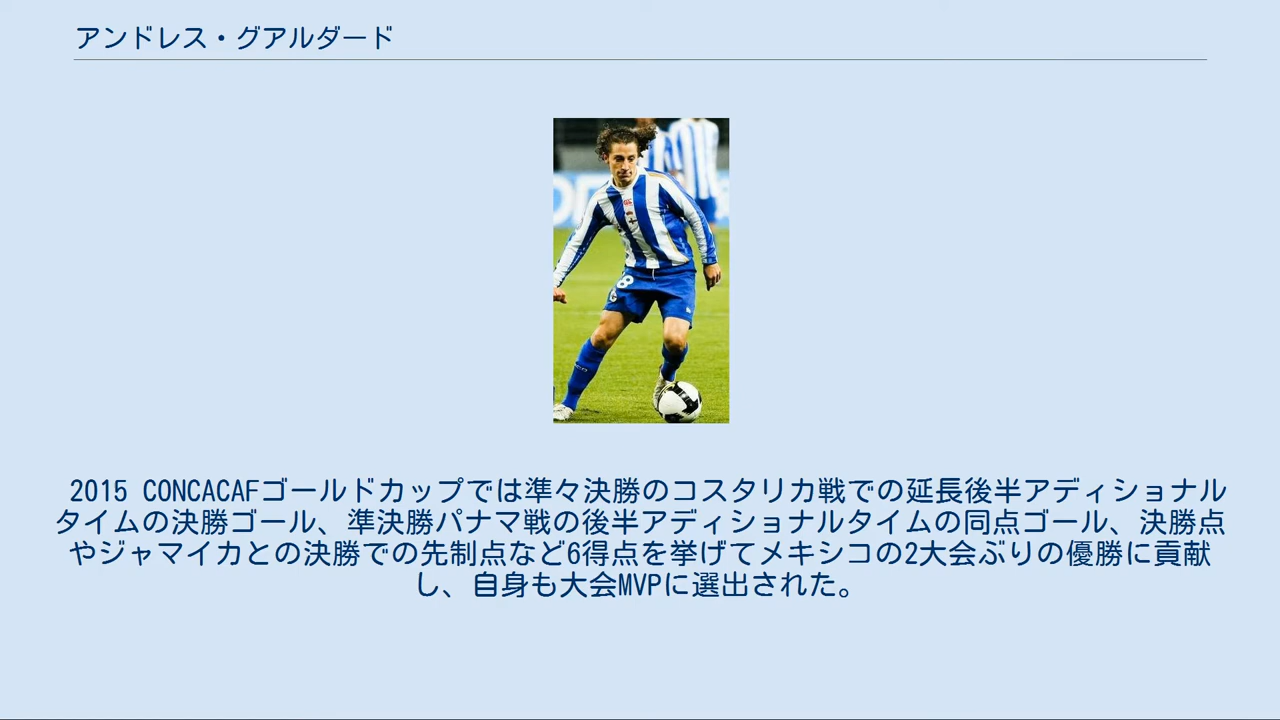 アンドレス・グアルダード
8
2015 CONCACAFゴールドカップでは準々決勝のコスタリカ戦での延長後半アディショナル
タイムの決勝ゴール、準決勝パナマ戦の後半アディショナルタイムの同点ゴール、決勝点
やジャマイカとの決勝での先制点など6得点を挙げてメキシコの2大会ぶりの優勝に貢献
し、自身も大会MVPに選出された。